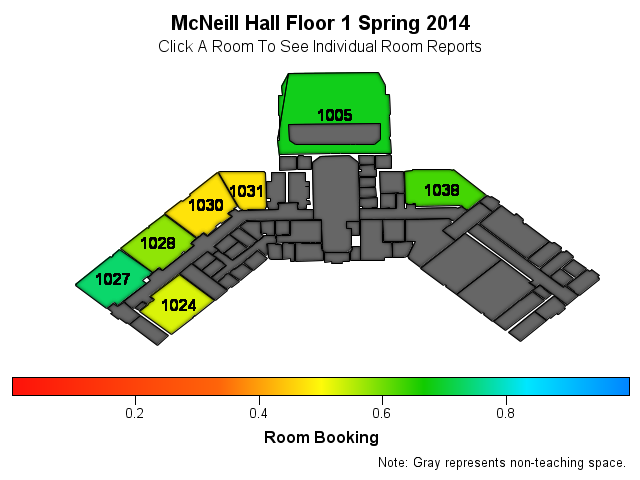 McNeill Hall Floor 1 Spring 2014
Click A Room To See Individual Room Reports
1005
1031
1038
1030
1028
1027
1024
0.2 0.4 0.6 0.8
Room Booking
Note: Gray represents non-teaching space.